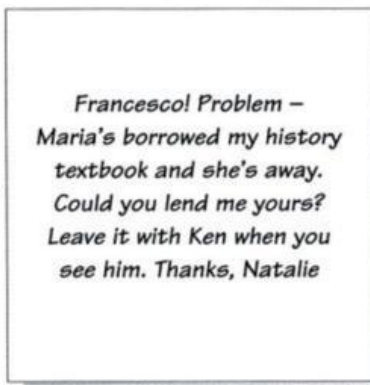 Francesco! Problem –
Maria's borrowed my history
textbook and she's away.
Could you lend me yours?
Leave it with Ken when you
see him. Thanks, Natalie